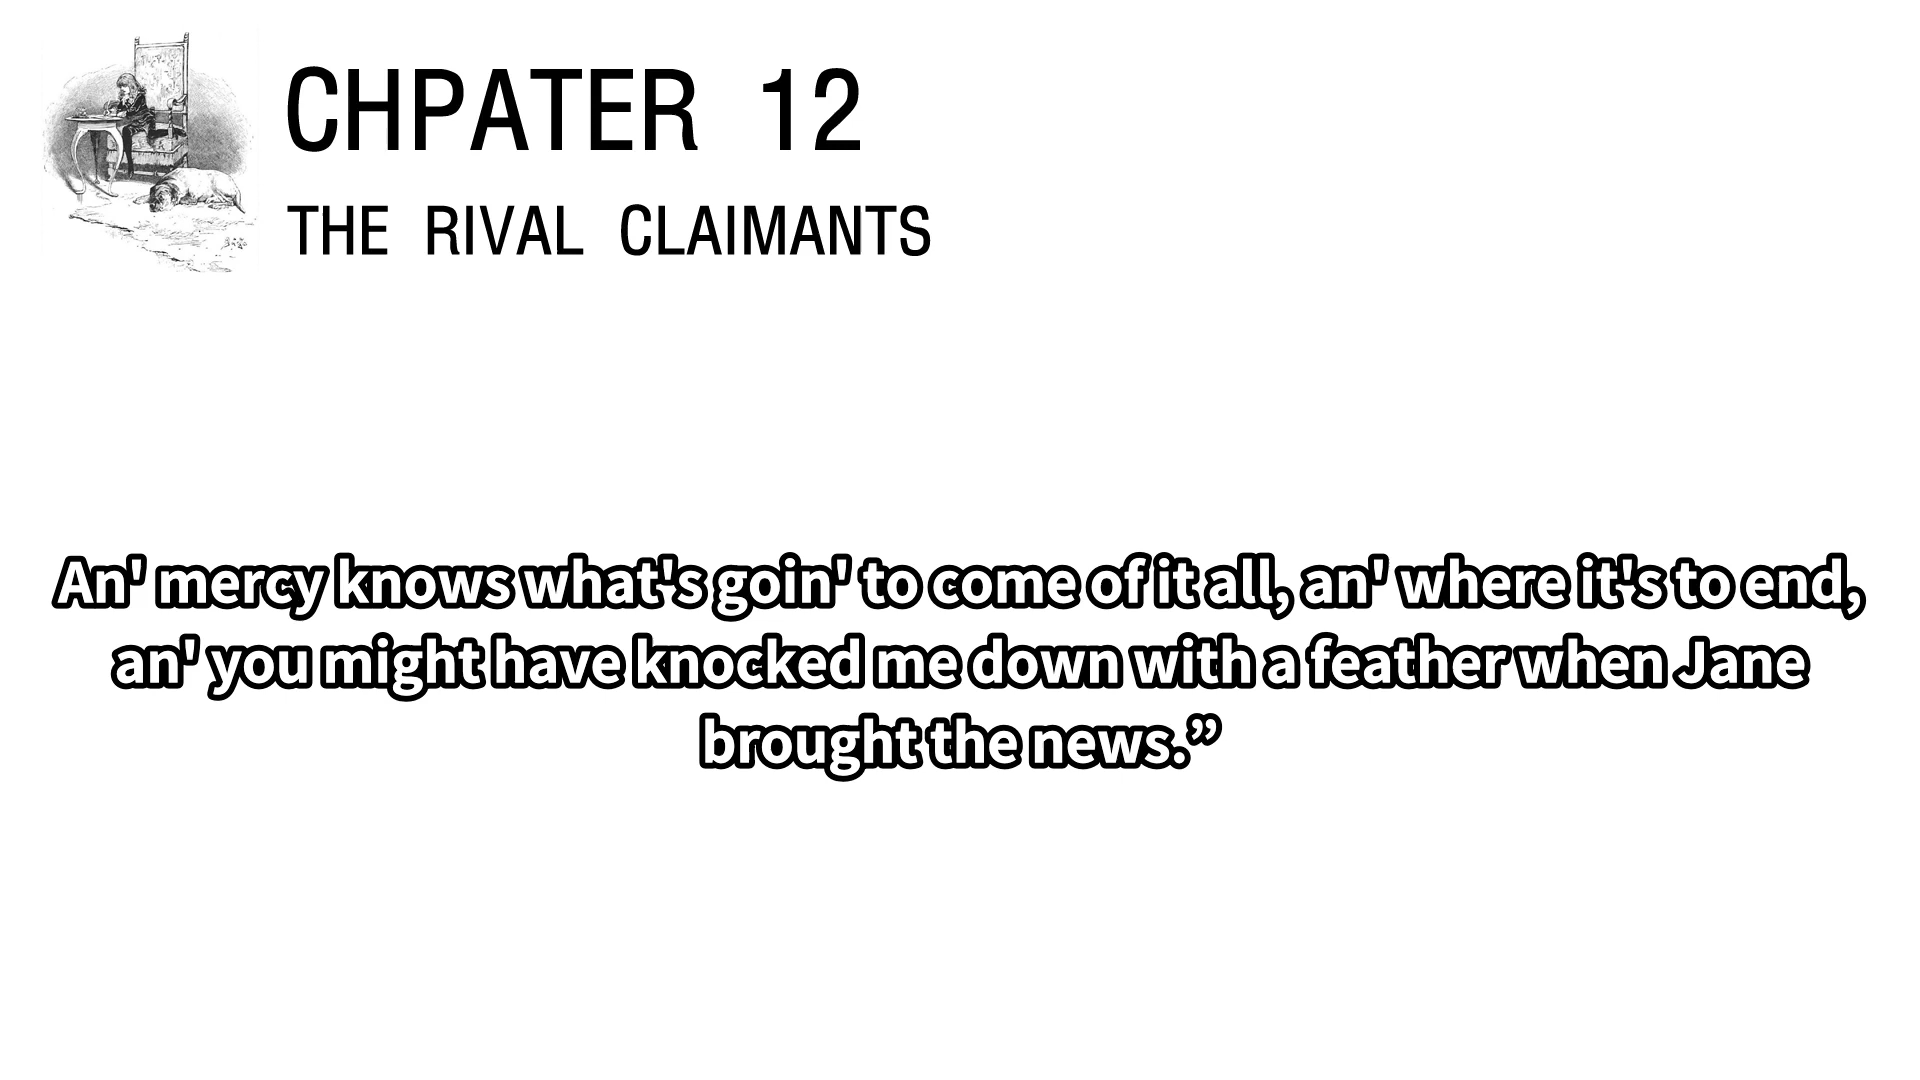 CHPATER 12
THE RIVAL CLAIMANTS
An' mercy knows what's goin' to come of it all, an' where it's to end,
an' you might have knocked me down with a feather when Jane
brought the news.”